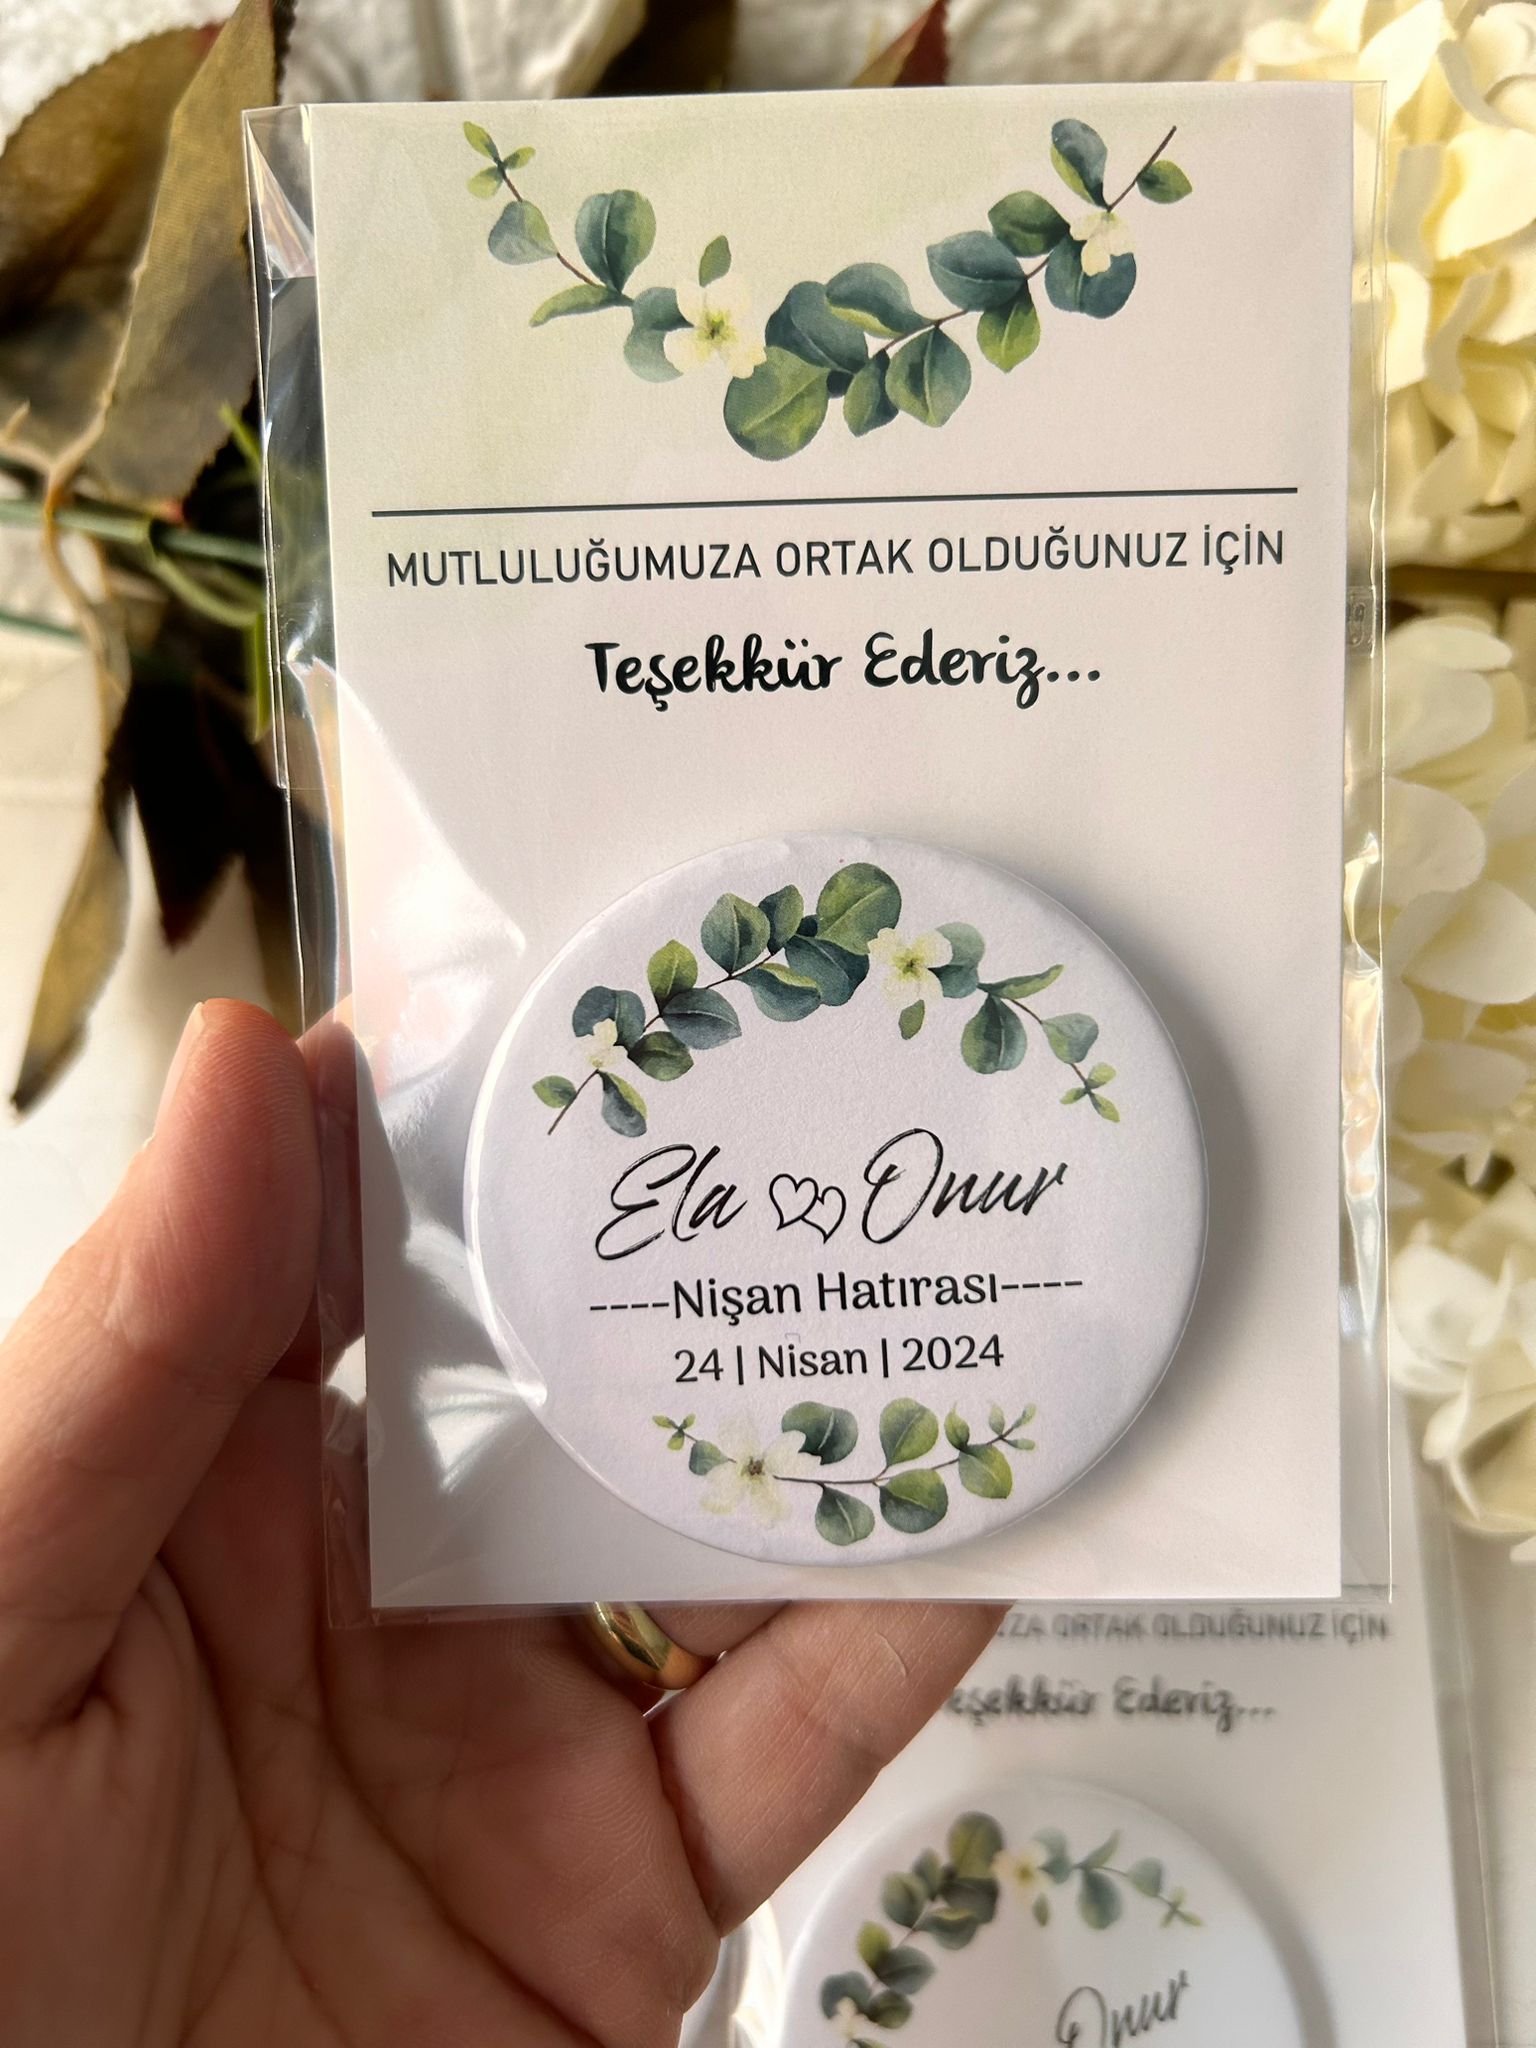 MUTLULUĞUMUZA ORTAK OLDUĞUNUZ İÇİN
Teşekkür Ederiz...
Ela Onur
----Nişan Hatırası----
24 | Nisan | 2024
ZA ORTAK OLDUĞUNUZ İÇİN
eşekkür Ederiz...
Onur